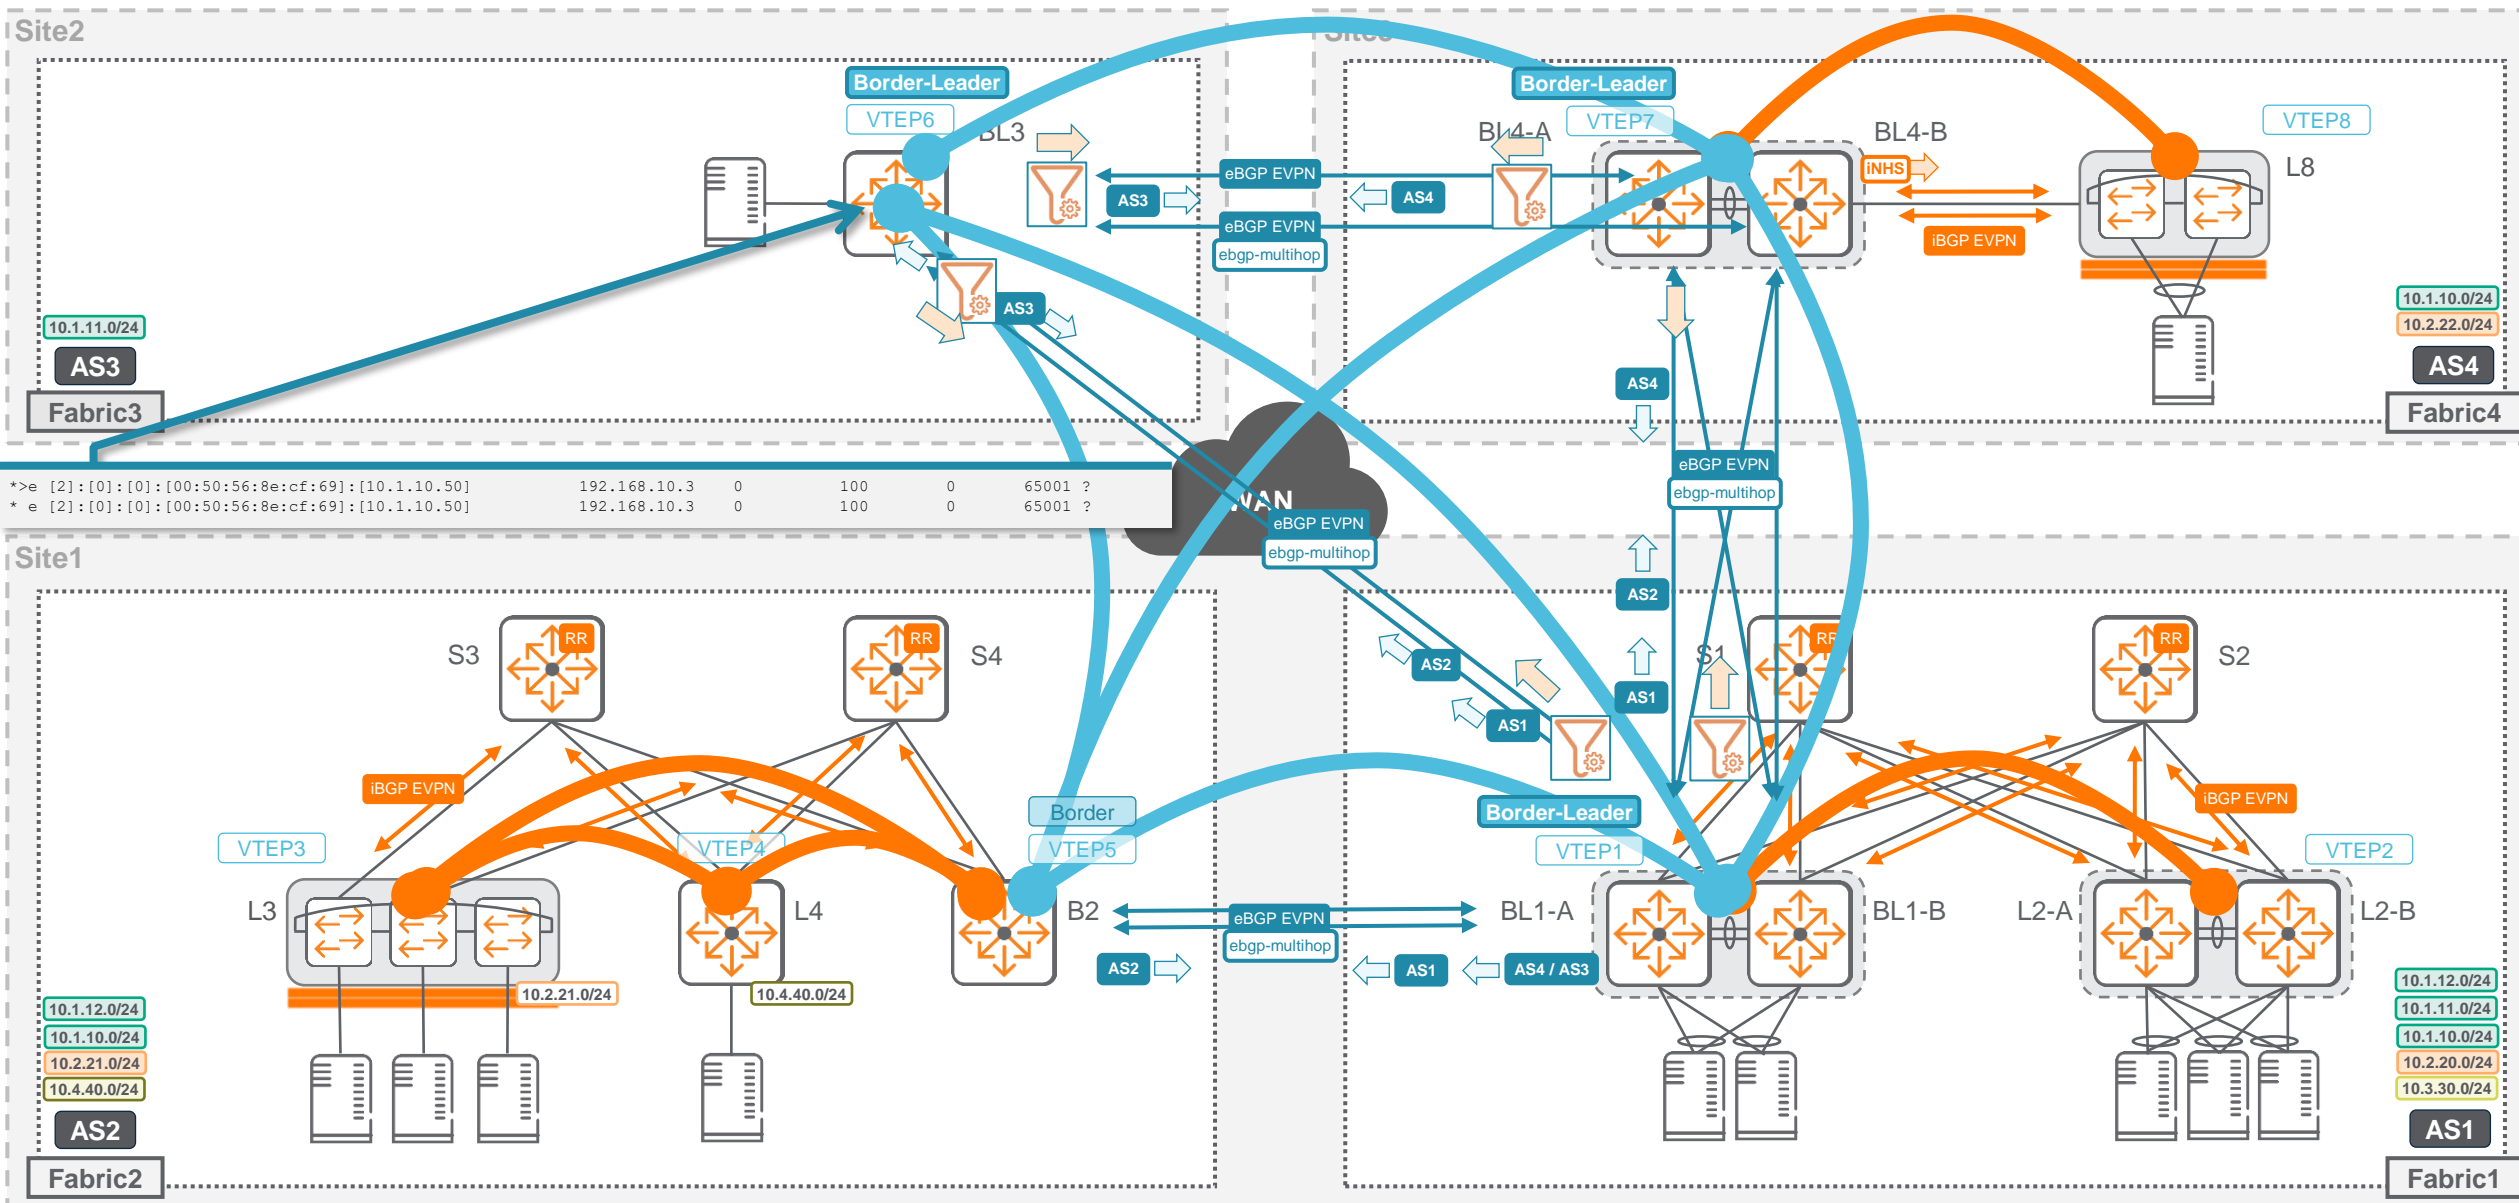 Site2
Border-Leader
VTEP6
BL3
eBGP EVPN
AS3
AS4
eBGP EVPN
ebgp-multihop
AS3
10.1.11.0/24
AS3
Fabric3
Border-Leader
VTEP7
BL4-A
BL4-B
VTEP8
iNHS
L8
iBGP EVPN
10.1.10.0/24
10.2.22.0/24
AS4
Fabric4
AS4
eBGP EVPN
ebgp-multihop
*>e [2]:[0]:[0]:[00:50:56:8e:cf:69]:[10.1.10.50] 192.168.10.3 0 100 0 65001 ?
* e [2]:[0]:[0]:[00:50:56:8e:cf:69]:[10.1.10.50] 192.168.10.3 0 100 0 65001 ?
WAN
eBGP EVPN
ebgp-multihop
Site1
S3
RR
S4
RR
iBGP EVPN
VTEP3
VTEP4
Border
VTEP5
L3
L4
B2
10.2.21.0/24
10.4.40.0/24
10.1.12.0/24
10.1.10.0/24
10.2.21.0/24
10.4.40.0/24
AS2
Fabric2
eBGP EVPN
ebgp-multihop
AS2
AS1
AS4 / AS3
AS2
AS1
AS2
AS1
S1
RR
S2
RR
iBGP EVPN
Border-Leader
VTEP1
VTEP2
BL1-A
BL1-B
L2-A
L2-B
10.1.12.0/24
10.1.11.0/24
10.1.10.0/24
10.2.20.0/24
10.3.30.0/24
AS1
Fabric1